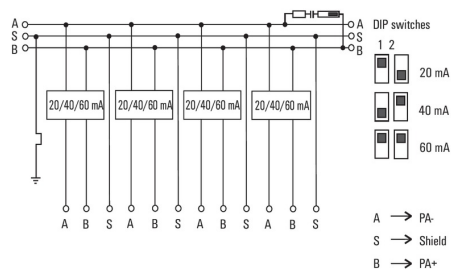 A A DIP switches
S S 1 2
B B
20 mA
20/40/60 mA 20/40/60 mA 20/40/60 mA 20/40/60 mA
40 mA
60 mA
A B S A B S A B S A B S
A → PA-
S → Shield
B → PA+